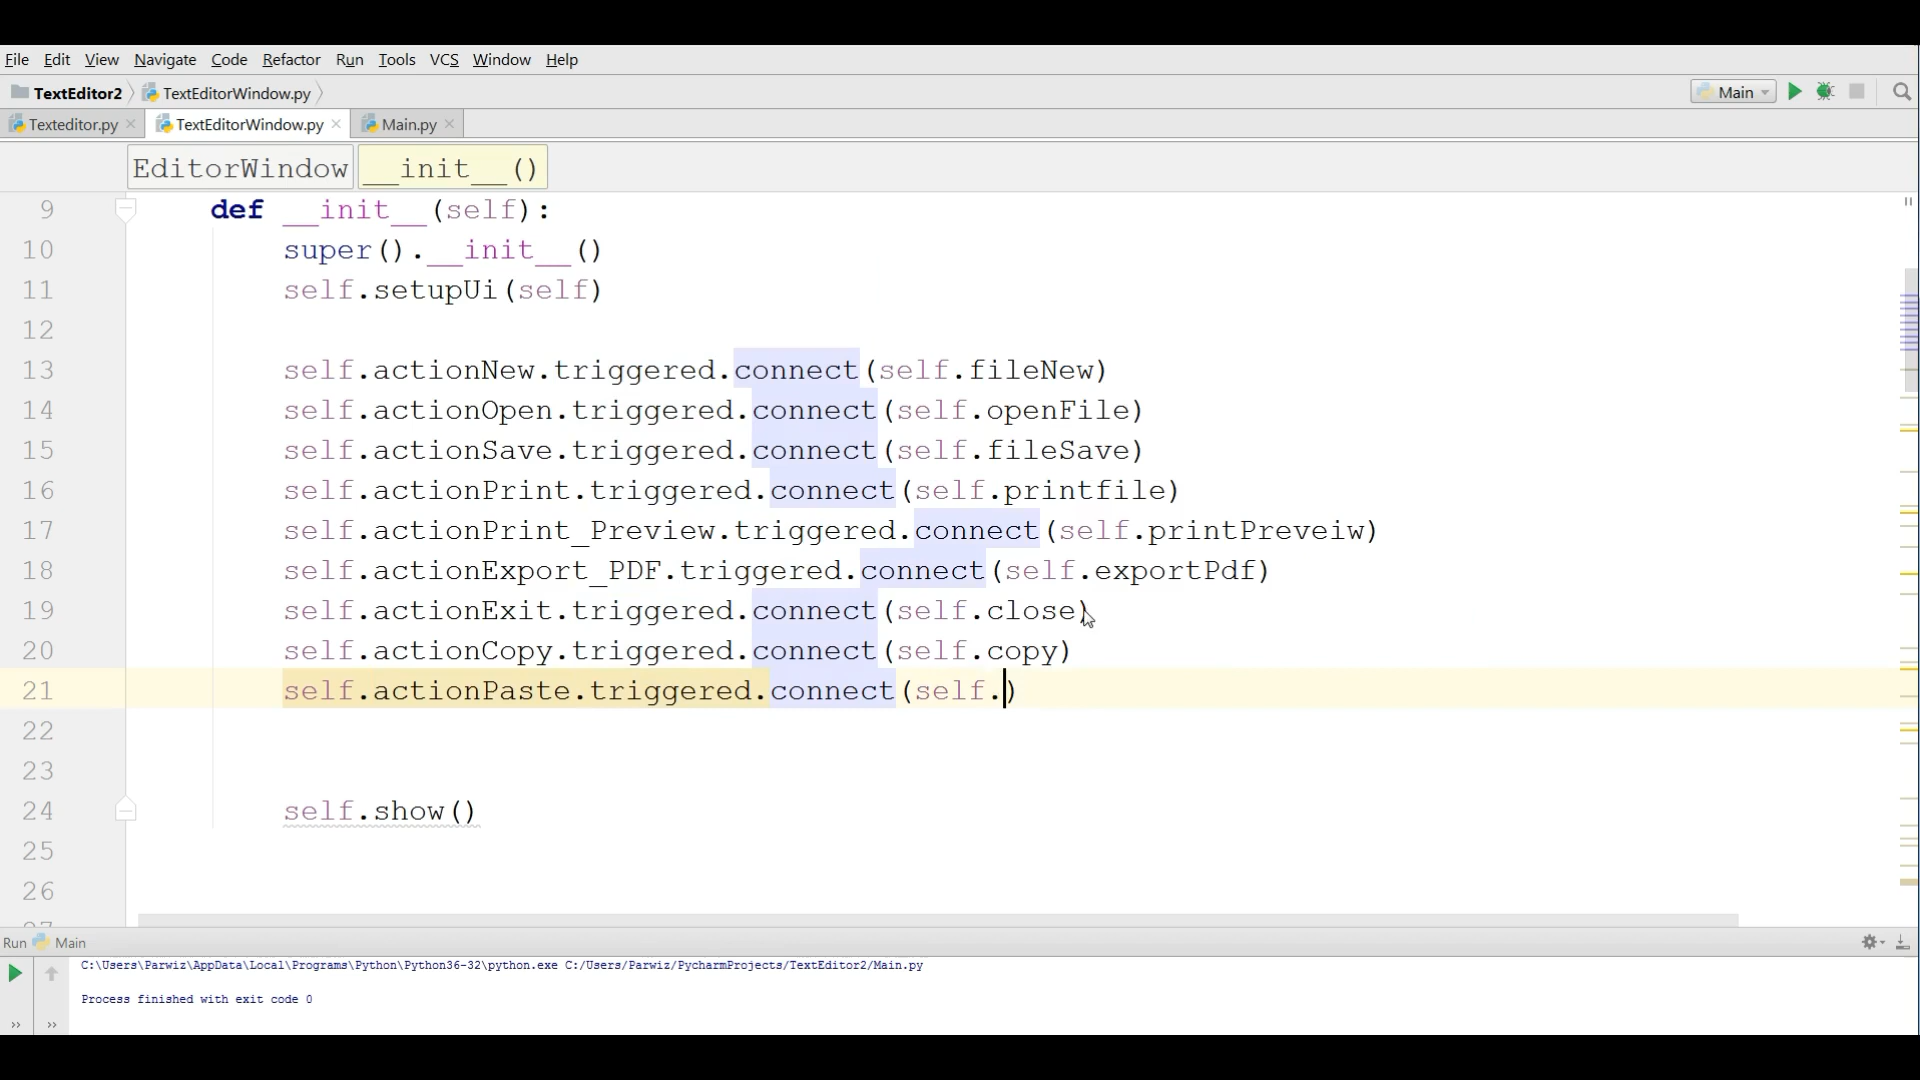 File Edit View Navigate Code Refactor Run Tools VCS Window Help
TextEditor2 TextEditorWindow.py Main
Texteditor.py TextEditorWindow.py Main.py
EditorWindow __init__()
9 def __init__(self):
10 super().__init__()
11 self.setupUi(self)
12
13 self.actionNew.triggered.connect(self.fileNew)
14 self.actionOpen.triggered.connect(self.openFile)
15 self.actionSave.triggered.connect(self.fileSave)
16 self.actionPrint.triggered.connect(self.printfile)
17 self.actionPrint_Preview.triggered.connect(self.printPreveiw)
18 self.actionExport_PDF.triggered.connect(self.exportPdf)
19 self.actionExit.triggered.connect(self.close)
20 self.actionCopy.triggered.connect(self.copy)
21 self.actionPaste.triggered.connect(self.)
22
23
24 self.show()
25
26
27
Run Main
C:\Users\Parwiz\AppData\Local\Programs\Python\Python36-32\python.exe C:/Users/Parwiz/PycharmProjects/TextEditor2/Main.py
Process finished with exit code 0